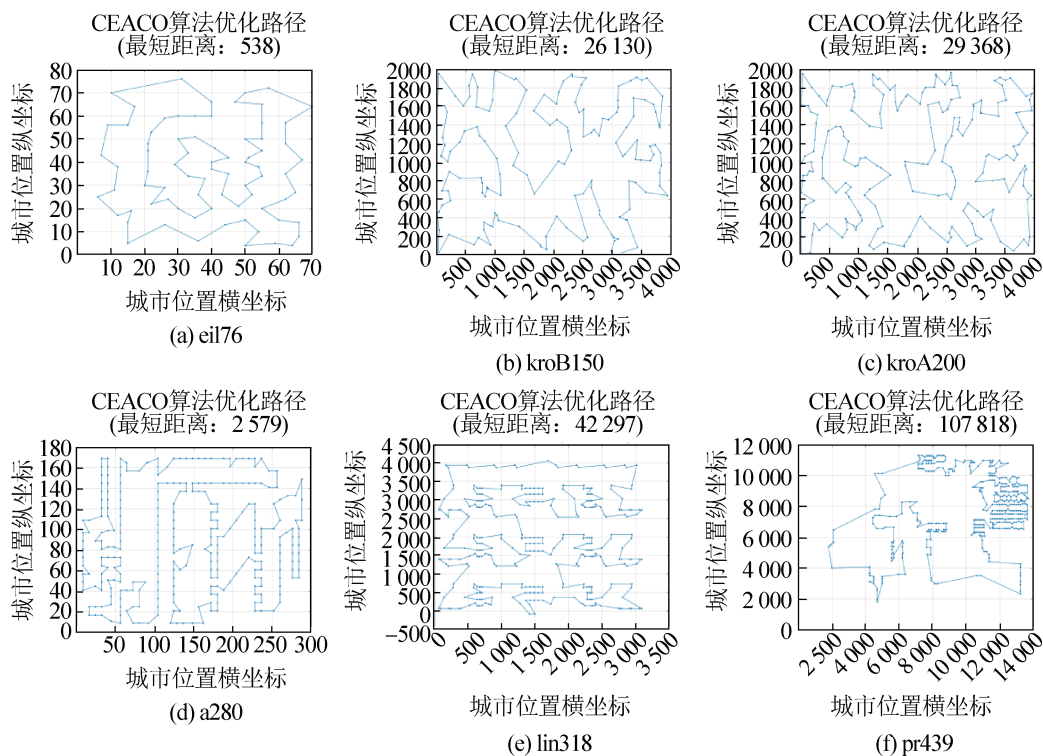 CEACO算法优化路径
(最短距离：538)
80
70
60
50
40
30
20
10
0
10 20 30 40 50 60 70
城市位置纵坐标
城市位置横坐标
(a) eil76
CEACO算法优化路径
(最短距离：26 130)
2000
1800
1600
1400
1200
1000
800
600
400
200
0
500 1 000 1 500 2 000 2 500 3 000 3 500 4 000
城市位置纵坐标
城市位置横坐标
(b) kroB150
CEACO算法优化路径
(最短距离：29 368)
2000
1800
1600
1400
1200
1000
800
600
400
200
0
500 1 000 1 500 2 000 2 500 3 000 3 500 4 000
城市位置纵坐标
城市位置横坐标
(c) kroA200
CEACO算法优化路径
(最短距离：2 579)
180
160
140
120
100
80
60
40
20
0
50 100 150 200 250 300
城市位置纵坐标
城市位置横坐标
(d) a280
CEACO算法优化路径
(最短距离：42 297)
4 500
4 000
3 500
3 000
2 500
2 000
1 500
1 000
500
0
−500
0 500 1 000 1 500 2 000 2 500 3 000 3 500
城市位置纵坐标
城市位置横坐标
(e) lin318
CEACO算法优化路径
(最短距离：107 818)
12 000
10 000
8 000
6 000
4 000
2 000
2 500 4 000 6 000 8 000 10 000 12 000 14 000
城市位置纵坐标
城市位置横坐标
(f) pr439